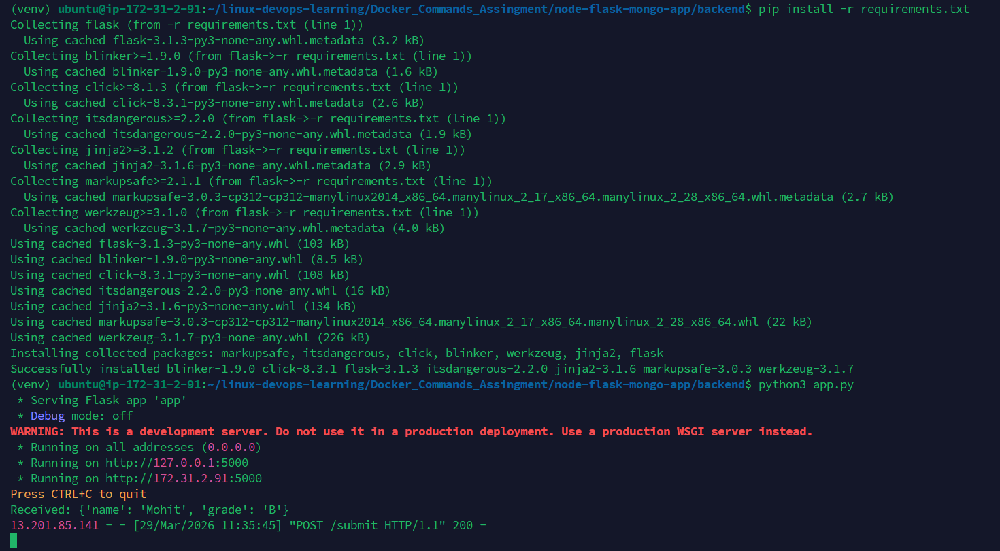 (venv) ubuntu@ip-172-31-2-91:~/linux-devops-learning/Docker_Commands_Assingment/node-flask-mongo-app/backend$ pip install -r requirements.txt
Collecting flask (from -r requirements.txt (line 1))
  Using cached flask-3.1.3-py3-none-any.whl.metadata (3.2 kB)
Collecting blinker>=1.9.0 (from flask->-r requirements.txt (line 1))
  Using cached blinker-1.9.0-py3-none-any.whl.metadata (1.6 kB)
Collecting click>=8.1.3 (from flask->-r requirements.txt (line 1))
  Using cached click-8.3.1-py3-none-any.whl.metadata (2.6 kB)
Collecting itsdangerous>=2.2.0 (from flask->-r requirements.txt (line 1))
  Using cached itsdangerous-2.2.0-py3-none-any.whl.metadata (1.9 kB)
Collecting jinja2>=3.1.2 (from flask->-r requirements.txt (line 1))
  Using cached jinja2-3.1.6-py3-none-any.whl.metadata (2.9 kB)
Collecting markupsafe>=2.1.1 (from flask->-r requirements.txt (line 1))
  Using cached markupsafe-3.0.3-cp312-cp312-manylinux2014_x86_64.manylinux_2_17_x86_64.manylinux_2_28_x86_64.whl.metadata (2.7 kB)
Collecting werkzeug>=3.1.0 (from flask->-r requirements.txt (line 1))
  Using cached werkzeug-3.1.7-py3-none-any.whl.metadata (4.0 kB)
Using cached flask-3.1.3-py3-none-any.whl (103 kB)
Using cached blinker-1.9.0-py3-none-any.whl (8.5 kB)
Using cached click-8.3.1-py3-none-any.whl (108 kB)
Using cached itsdangerous-2.2.0-py3-none-any.whl (16 kB)
Using cached jinja2-3.1.6-py3-none-any.whl (134 kB)
Using cached markupsafe-3.0.3-cp312-cp312-manylinux2014_x86_64.manylinux_2_17_x86_64.manylinux_2_28_x86_64.whl (22 kB)
Using cached werkzeug-3.1.7-py3-none-any.whl (226 kB)
Installing collected packages: markupsafe, itsdangerous, click, blinker, werkzeug, jinja2, flask
Successfully installed blinker-1.9.0 click-8.3.1 flask-3.1.3 itsdangerous-2.2.0 jinja2-3.1.6 markupsafe-3.0.3 werkzeug-3.1.7
(venv) ubuntu@ip-172-31-2-91:~/linux-devops-learning/Docker_Commands_Assingment/node-flask-mongo-app/backend$ python3 app.py
 * Serving Flask app 'app'
 * Debug mode: off
WARNING: This is a development server. Do not use it in a production deployment. Use a production WSGI server instead.
 * Running on all addresses (0.0.0.0)
 * Running on http://127.0.0.1:5000
 * Running on http://172.31.2.91:5000
Press CTRL+C to quit
Received: {'name': 'Mohit', 'grade': 'B'}
13.201.85.141 - - [29/Mar/2026 11:35:45] "POST /submit HTTP/1.1" 200 -